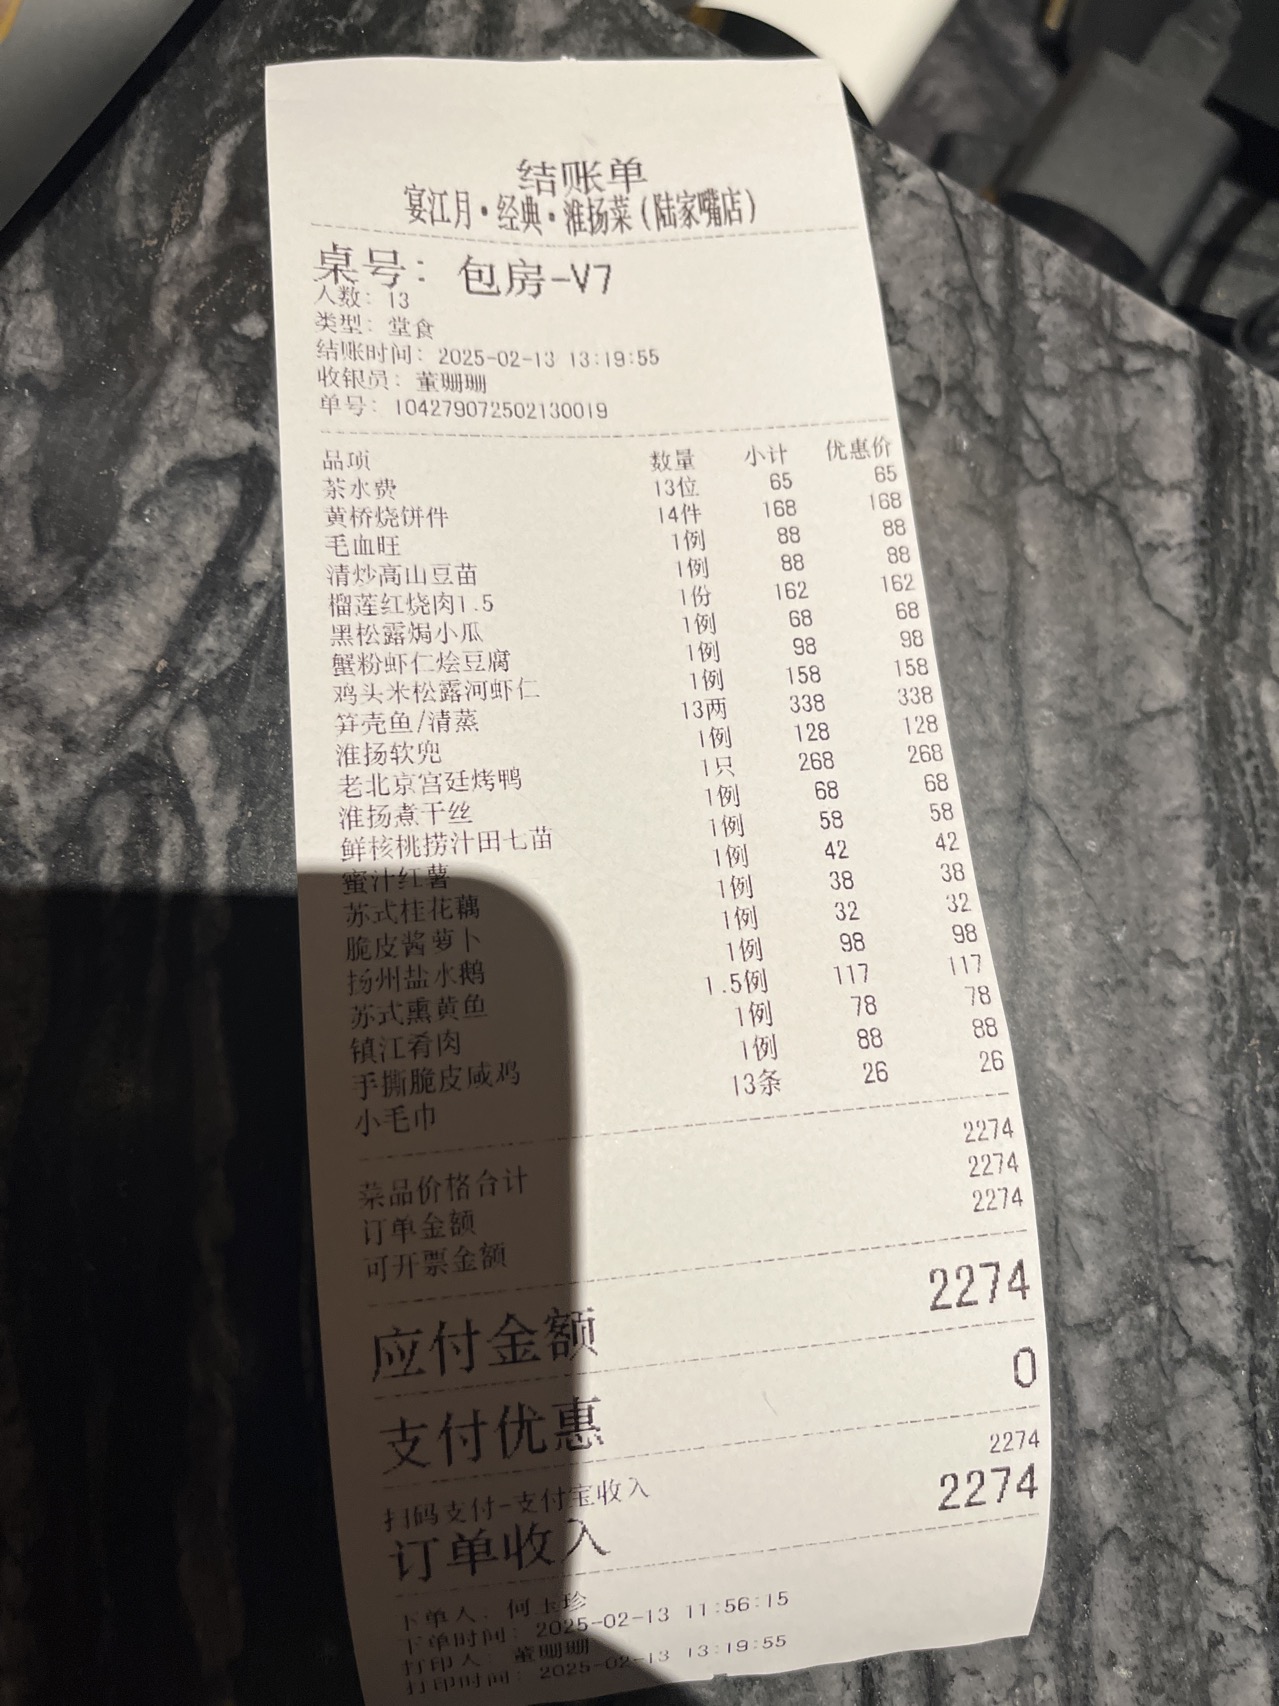 结账单
宴江月·经典·淮扬菜(陆家嘴店)
桌号: 包房-V7
人数: 13
类型: 堂食
结账时间: 2025-02-13 13:19:55
收银员: 董珊珊
单号: 104279072502130019
品项 数量 小计 优惠价
茶水费 13位 65 65
黄桥烧饼件 14件 168 168
毛血旺 1例 88 88
清炒高山豆苗 1例 88 88
榴莲红烧肉1.5 1份 162 162
黑松露焗小瓜 1例 68 68
蟹粉虾仁烩豆腐 1例 98 98
鸡头米松露河虾仁 1例 158 158
笋壳鱼/清蒸 13两 338 338
淮扬软兜 1例 128 128
老北京宫廷烤鸭 1只 268 268
淮扬煮干丝 1例 68 68
鲜核桃捞汁田七苗 1例 58 58
蜜汁红薯 1例 42 42
苏式桂花藕 1例 38 38
脆皮酱萝卜 1例 32 32
扬州盐水鹅 1例 98 98
苏式熏黄鱼 1.5例 117 117
镇江肴肉 1例 78 78
手撕脆皮咸鸡 1例 88 88
小毛巾 13条 26 26
菜品价格合计 2274
订单金额 2274
可开票金额 2274
应付金额 2274
支付优惠 0
扫码支付-支付宝收入 2274
订单收入 2274
下单人: 何玉珍
下单时间: 2025-02-13 11:56:15
打印人: 董珊珊
打印时间: 2025-02-13 13:19:55